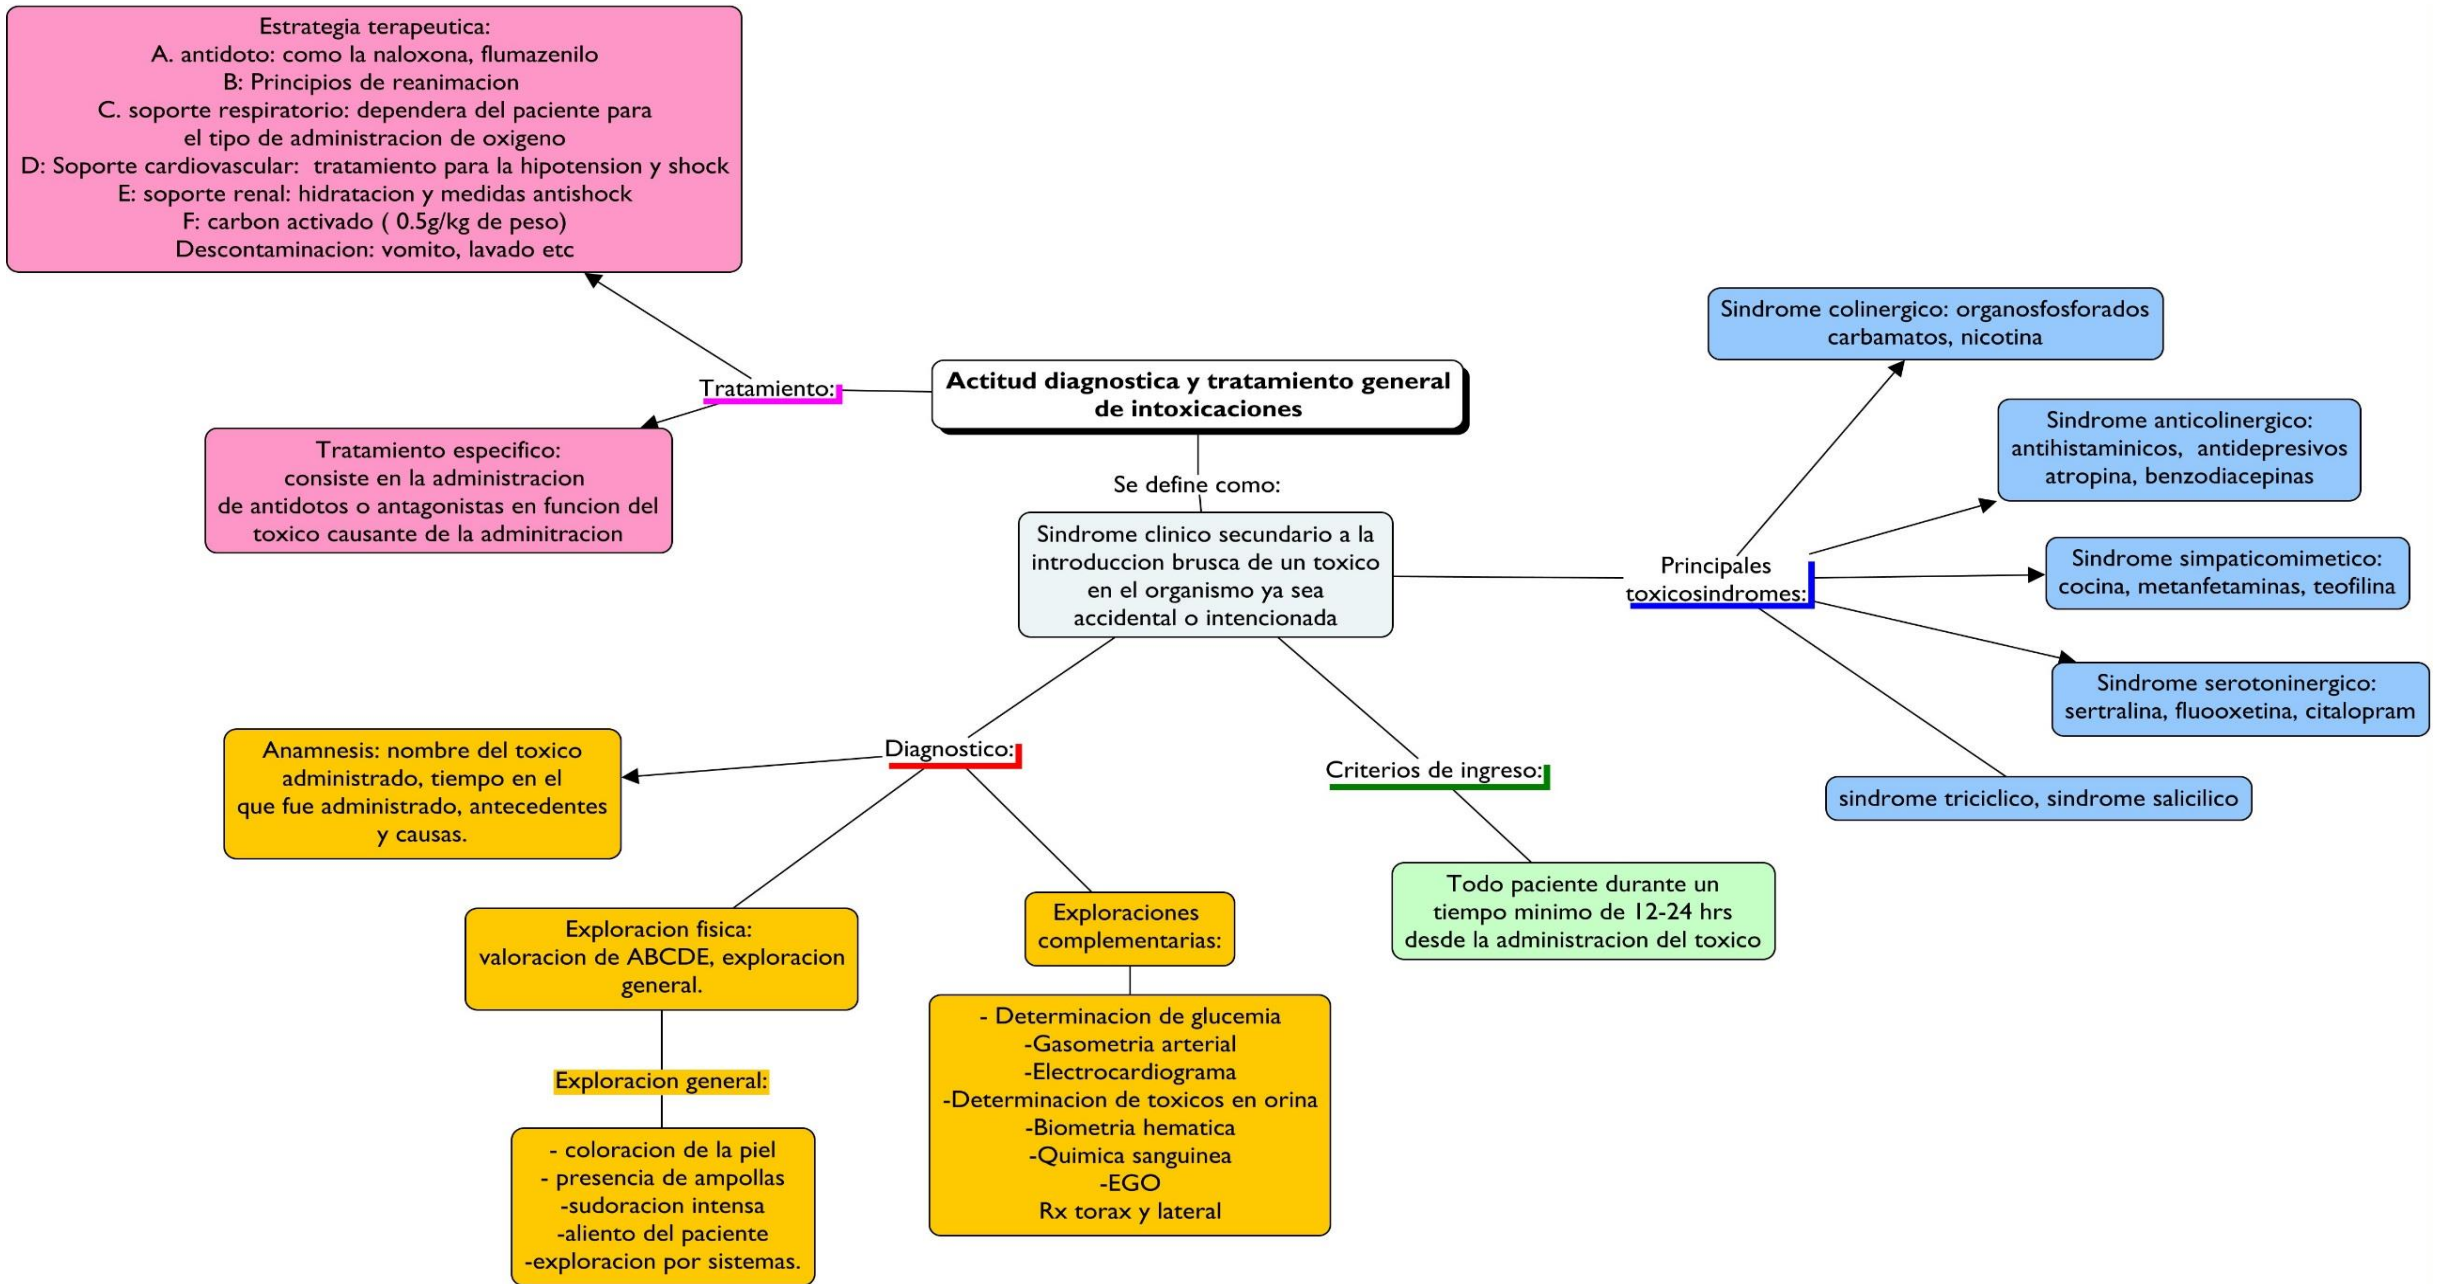 Estrategia terapeutica:
A. antidoto: como la naloxona, flumazenilo
B: Principios de reanimacion
C. soporte respiratorio: dependera del paciente para
el tipo de administracion de oxigeno
D: Soporte cardiovascular:  tratamiento para la hipotension y shock
E: soporte renal: hidratacion y medidas antishock
F: carbon activado ( 0.5g/kg de peso)
Descontaminacion: vomito, lavado etc
Tratamiento:
Tratamiento especifico:
consiste en la administracion
de antidotos o antagonistas en funcion del
toxico causante de la adminitracion
Actitud diagnostica y tratamiento general
de intoxicaciones
Se define como:
Sindrome clinico secundario a la
introduccion brusca de un toxico
en el organismo ya sea
accidental o intencionada
Principales
toxicosindromes:
Sindrome colinergico: organosfosforados
carbamatos, nicotina
Sindrome anticolinergico:
antihistaminicos,  antidepresivos
atropina, benzodiacepinas
Sindrome simpaticomimetico:
cocina, metanfetaminas, teofilina
Sindrome serotoninergico:
sertralina, fluooxetina, citalopram
sindrome triciclico, sindrome salicilico
Diagnostico:
Anamnesis: nombre del toxico
administrado, tiempo en el
que fue administrado, antecedentes
y causas.
Exploracion fisica:
valoracion de ABCDE, exploracion
general.
Exploracion general:
- coloracion de la piel
- presencia de ampollas
-sudoracion intensa
-aliento del paciente
-exploracion por sistemas.
Exploraciones
complementarias:
- Determinacion de glucemia
-Gasometria arterial
-Electrocardiograma
-Determinacion de toxicos en orina
-Biometria hematica
-Quimica sanguinea
-EGO
Rx torax y lateral
Criterios de ingreso:
Todo paciente durante un
tiempo minimo de 12-24 hrs
desde la administracion del toxico